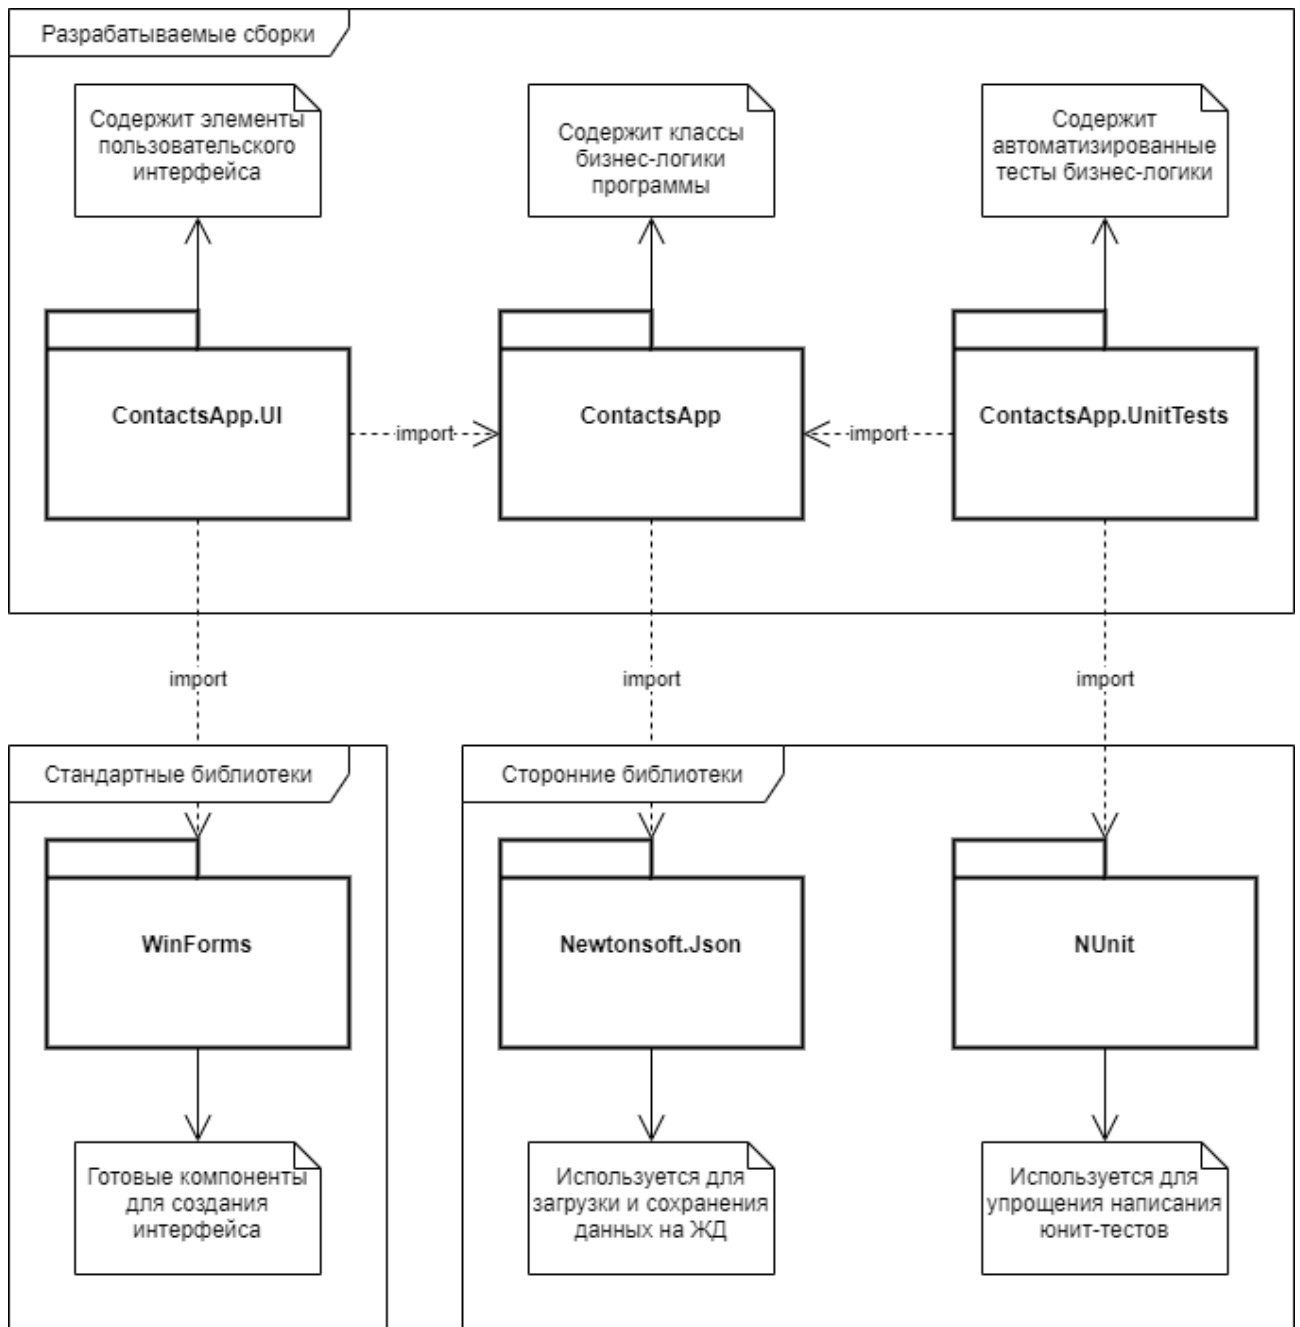 Разрабатываемые сборки
Содержит элементы
пользовательского
интерфейса
Содержит классы
бизнес-логики
программы
Содержит
автоматизированные
тесты бизнес-логики
ContactsApp.UI
import
ContactsApp
import
ContactsApp.UnitTests
import
import
import
Стандартные библиотеки
Сторонние библиотеки
WinForms
Newtonsoft.Json
NUnit
Готовые компоненты
для создания
интерфейса
Используется для
загрузки и сохранения
данных на ЖД
Используется для
упрощения написания
юнит-тестов